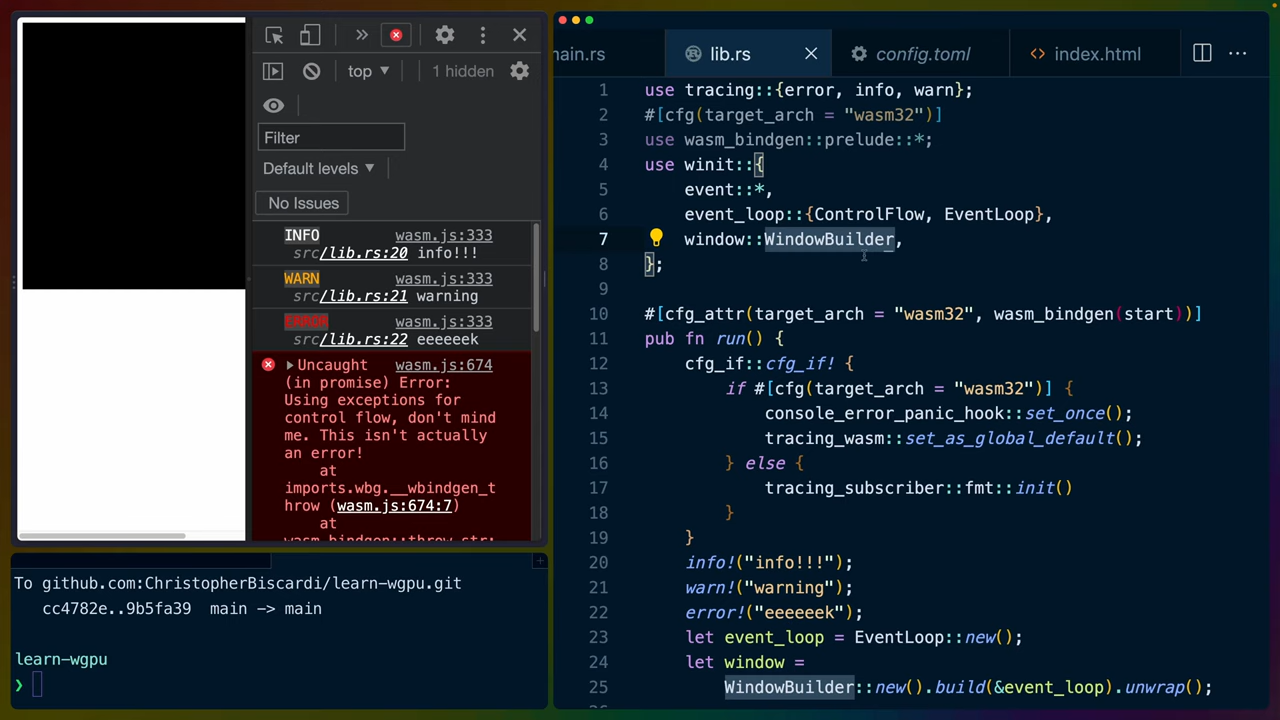 top
1 hidden
Filter
Default levels
No Issues
INFO wasm.js:333
src/lib.rs:20 info!!!
WARN wasm.js:333
src/lib.rs:21 warning
ERROR wasm.js:333
src/lib.rs:22 eeeeeek
Uncaught wasm.js:674
(in promise) Error:
Using exceptions for
control flow, don't mind
me. This isn't actually
an error!
at
imports.wbg.__wbindgen_t
hrow (wasm.js:674:7)
at
wasm_bindgen::throw_str:
To github.com:ChristopherBiscardi/learn-wgpu.git
cc4782e..9b5fa39 main -> main
learn-wgpu
❯
ain.rs lib.rs config.toml index.html
1 use tracing::{error, info, warn};
2 #[cfg(target_arch = "wasm32")]
3 use wasm_bindgen::prelude::*;
4 use winit::{
5 event::*,
6 event_loop::{ControlFlow, EventLoop},
7 window::WindowBuilder,
8 };
9
10 #[cfg_attr(target_arch = "wasm32", wasm_bindgen(start))]
11 pub fn run() {
12 cfg_if::cfg_if! {
13 if #[cfg(target_arch = "wasm32")] {
14 console_error_panic_hook::set_once();
15 tracing_wasm::set_as_global_default();
16 } else {
17 tracing_subscriber::fmt::init()
18 }
19 }
20 info!("info!!!");
21 warn!("warning");
22 error!("eeeeeek");
23 let event_loop = EventLoop::new();
24 let window =
25 WindowBuilder::new().build(&event_loop).unwrap();